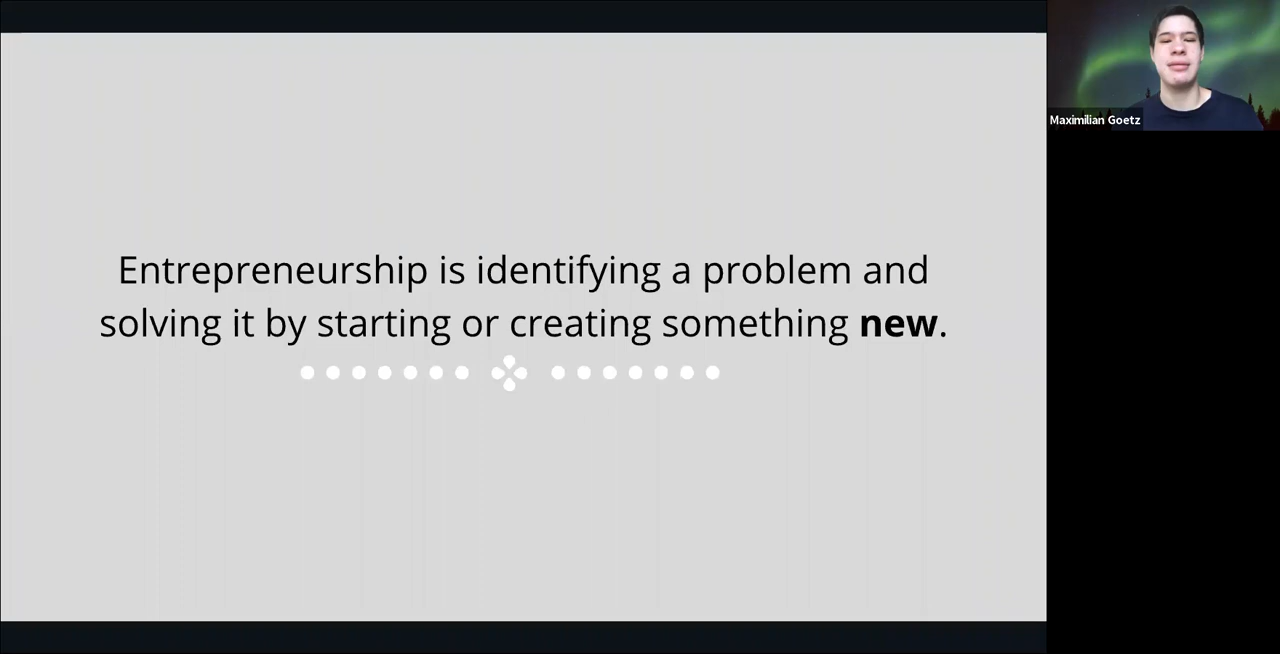 Entrepreneurship is identifying a problem and
solving it by starting or creating something new.
Maximilian Goetz